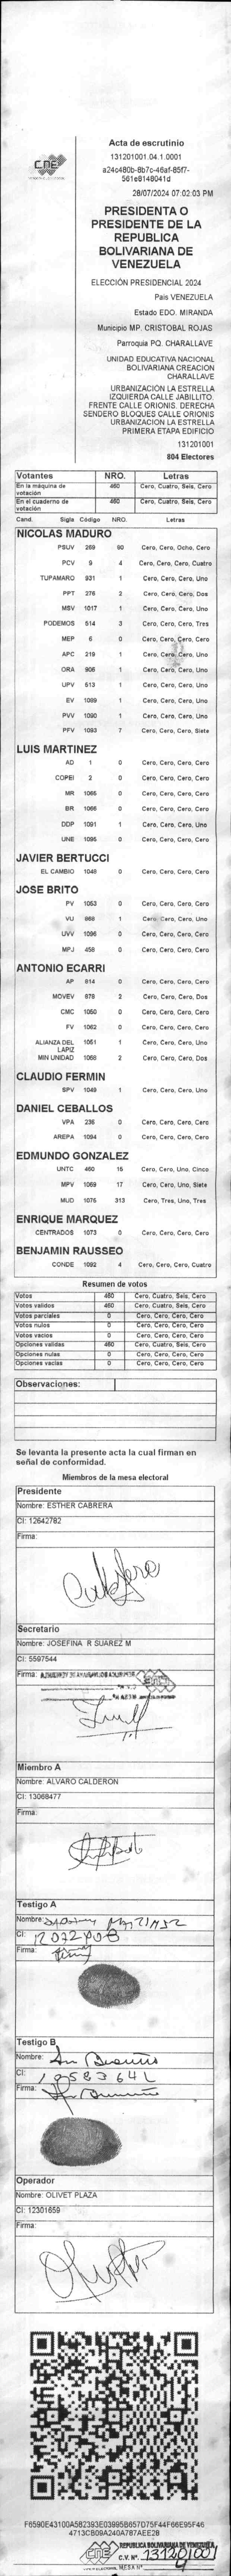 CNE
Acta de escrutinio
131201001.04.1.0001
a24c480b-8b7c-46af-85f7-
561e8148041d
28/07/2024 07:02:03 PM
PRESIDENTA O
PRESIDENTE DE LA
REPUBLICA
BOLIVARIANA DE
VENEZUELA
ELECCIÓN PRESIDENCIAL 2024
Pais VENEZUELA
Estado EDO. MIRANDA
Municipio MP. CRISTOBAL ROJAS
Parroquia PQ. CHARALLAVE
UNIDAD EDUCATIVA NACIONAL
BOLIVARIANA CREACION
CHARALLAVE
URBANIZACIÓN LA ESTRELLA
IZQUIERDA CALLE JABILLITO.
FRENTE CALLE ORIONIS. DERECHA
SENDERO BLOQUES CALLE ORIONIS
URBANIZACION LA ESTRELLA
PRIMERA ETAPA EDIFICIO
131201001
804 Electores
Votantes NRO. Letras
En la máquina de votación 460 Cero, Cuatro, Seis, Cero
En el cuaderno de votación 460 Cero, Cuatro, Seis, Cero
Cand. Sigla Código NRO. Letras
NICOLAS MADURO
PSUV 269 80 Cero, Cero, Ocho, Cero
PCV 9 4 Cero, Cero, Cero, Cuatro
TUPAMARO 931 1 Cero, Cero, Cero, Uno
PPT 276 2 Cero, Cero, Cero, Dos
MSV 1017 1 Cero, Cero, Cero, Uno
PODEMOS 514 3 Cero, Cero, Cero, Tres
MEP 6 0 Cero, Cero, Cero, Cero
APC 219 1 Cero, Cero, Cero, Uno
ORA 906 1 Cero, Cero, Cero, Uno
UPV 513 1 Cero, Cero, Cero, Uno
EV 1089 1 Cero, Cero, Cero, Uno
PVV 1090 1 Cero, Cero, Cero, Uno
PFV 1093 7 Cero, Cero, Cero, Siete
LUIS MARTINEZ
AD 1 0 Cero, Cero, Cero, Cero
COPEI 2 0 Cero, Cero, Cero, Cero
MR 1065 0 Cero, Cero, Cero, Cero
BR 1066 0 Cero, Cero, Cero, Cero
DDP 1091 1 Cero, Cero, Cero, Uno
UNE 1095 0 Cero, Cero, Cero, Cero
JAVIER BERTUCCI
EL CAMBIO 1048 0 Cero, Cero, Cero, Cero
JOSE BRITO
PV 1053 0 Cero, Cero, Cero, Cero
VU 868 1 Cero, Cero, Cero, Uno
UVV 1096 0 Cero, Cero, Cero, Cero
MPJ 458 0 Cero, Cero, Cero, Cero
ANTONIO ECARRI
AP 814 0 Cero, Cero, Cero, Cero
MOVEV 878 2 Cero, Cero, Cero, Dos
CMC 1050 0 Cero, Cero, Cero, Cero
FV 1062 0 Cero, Cero, Cero, Cero
ALIANZA DEL LAPIZ 1051 1 Cero, Cero, Cero, Uno
MIN UNIDAD 1068 2 Cero, Cero, Cero, Dos
CLAUDIO FERMIN
SPV 1049 1 Cero, Cero, Cero, Uno
DANIEL CEBALLOS
VPA 236 0 Cero, Cero, Cero, Cero
AREPA 1094 0 Cero, Cero, Cero, Cero
EDMUNDO GONZALEZ
UNTC 460 15 Cero, Cero, Uno, Cinco
MPV 1069 17 Cero, Cero, Uno, Siete
MUD 1075 313 Cero, Tres, Uno, Tres
ENRIQUE MARQUEZ
CENTRADOS 1073 0 Cero, Cero, Cero, Cero
BENJAMIN RAUSSEO
CONDE 1092 4 Cero, Cero, Cero, Cuatro
Resumen de votos
Votos 460 Cero, Cuatro, Seis, Cero
Votos validos 460 Cero, Cuatro, Seis, Cero
Votos parciales 0 Cero, Cero, Cero, Cero
Votos nulos 0 Cero, Cero, Cero, Cero
Votos vacios 0 Cero, Cero, Cero, Cero
Opciones validas 460 Cero, Cuatro, Seis, Cero
Opciones nulas 0 Cero, Cero, Cero, Cero
Opciones vacias 0 Cero, Cero, Cero, Cero
Observaciones:
Se levanta la presente acta la cual firman en
señal de conformidad.
Miembros de la mesa electoral
Presidente
Nombre: ESTHER CABRERA
CI: 12642782
Firma:
Secretario
Nombre: JOSEFINA R SUAREZ M
CI: 5597544
Firma:
Miembro A
Nombre: ALVARO CALDERON
CI: 13068477
Firma:
Testigo A
Nombre:
CI:
Firma:
Testigo B
Nombre:
CI:
Firma:
Operador
Nombre: OLIVET PLAZA
CI: 12301659
Firma:
F6590E43100A582393E03995B657D75F44F66E95F46
4713CB09A240A787AEE28
CNE REPUBLICA BOLIVARIANA DE VENEZUELA
C.V. Nº. 131201001
MESA Nº 4